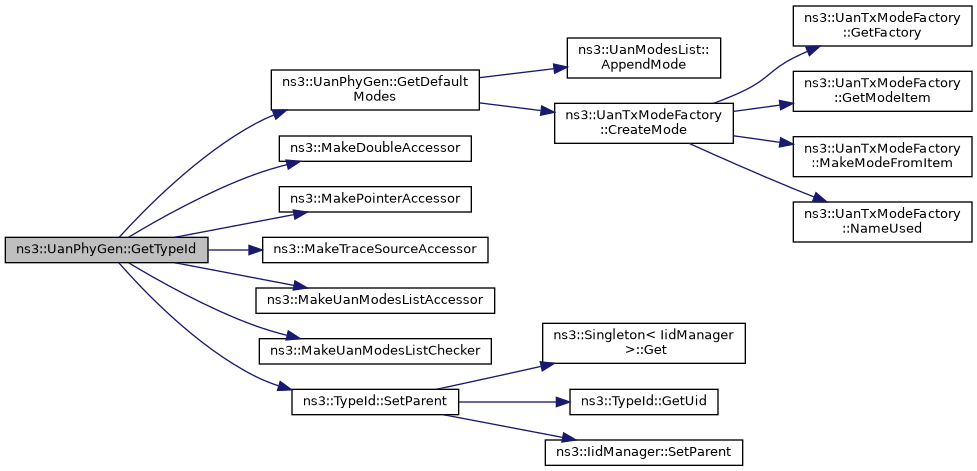 ns3::UanPhyGen::GetTypeId
ns3::UanPhyGen::GetDefault
Modes
ns3::MakeDoubleAccessor
ns3::MakePointerAccessor
ns3::MakeTraceSourceAccessor
ns3::MakeUanModesListAccessor
ns3::MakeUanModesListChecker
ns3::TypeId::SetParent
ns3::UanModesList::
AppendMode
ns3::UanTxModeFactory
::CreateMode
ns3::Singleton< IidManager
>::Get
ns3::TypeId::GetUid
ns3::IidManager::SetParent
ns3::UanTxModeFactory
::GetFactory
ns3::UanTxModeFactory
::GetModeItem
ns3::UanTxModeFactory
::MakeModeFromItem
ns3::UanTxModeFactory
::NameUsed